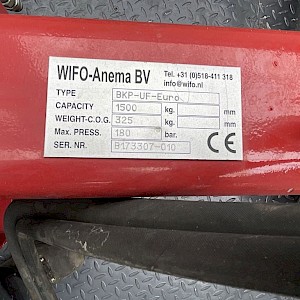 WIFO-Anema BV Tel. +31 (0)518-411 318
info@wifo.nl
TYPE BKP-UF-Euro
CAPACITY 1500 kg. mm
WEIGHT-C.O.G. 325 kg. mm
Max. PRESS. 180 bar.
SER. NR. B173307-010 CE